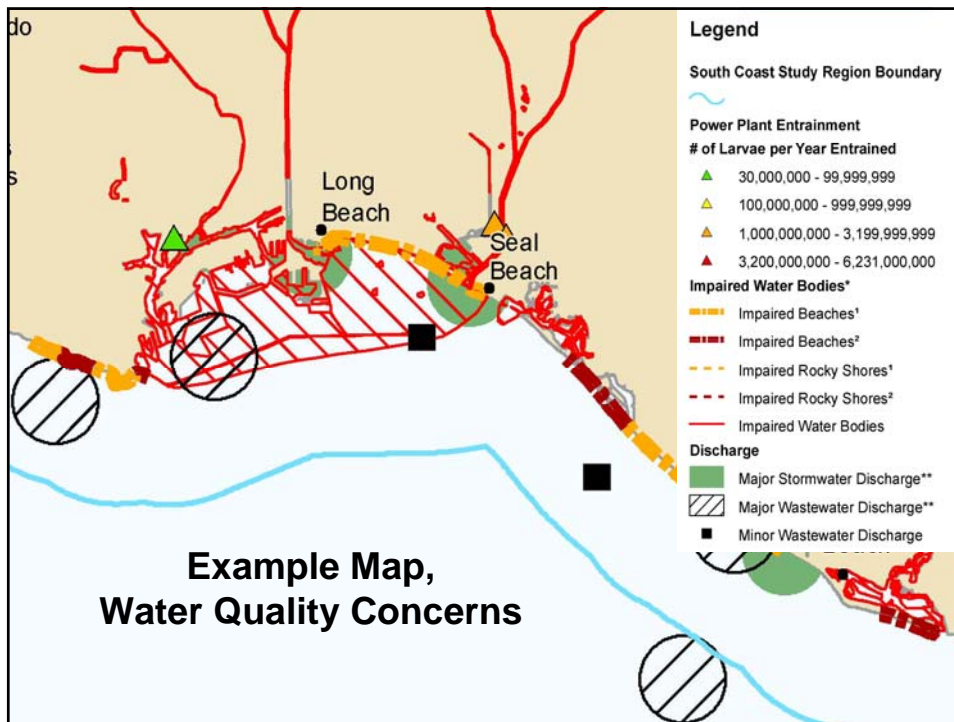 do
s
s
Long
Beach
Seal
Beach
Example Map,
Water Quality Concerns
Legend
South Coast Study Region Boundary
Power Plant Entrainment
# of Larvae per Year Entrained
30,000,000 - 99,999,999
100,000,000 - 999,999,999
1,000,000,000 - 3,199,999,999
3,200,000,000 - 6,231,000,000
Impaired Water Bodies*
Impaired Beaches¹
Impaired Beaches²
Impaired Rocky Shores¹
Impaired Rocky Shores²
Impaired Water Bodies
Discharge
Major Stormwater Discharge**
Major Wastewater Discharge**
Minor Wastewater Discharge